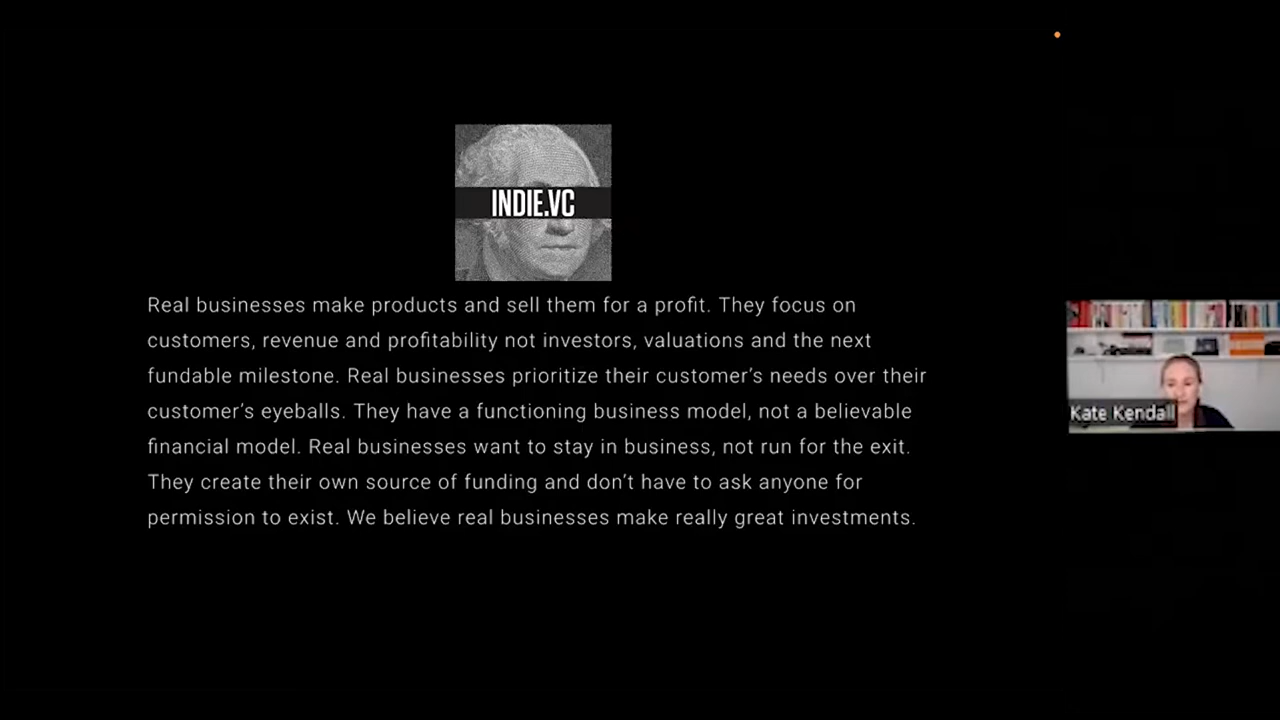 INDIE.VC
Real businesses make products and sell them for a profit. They focus on
customers, revenue and profitability not investors, valuations and the next
fundable milestone. Real businesses prioritize their customer's needs over their
customer's eyeballs. They have a functioning business model, not a believable
financial model. Real businesses want to stay in business, not run for the exit.
They create their own source of funding and don't have to ask anyone for
permission to exist. We believe real businesses make really great investments.
Kate Kendall